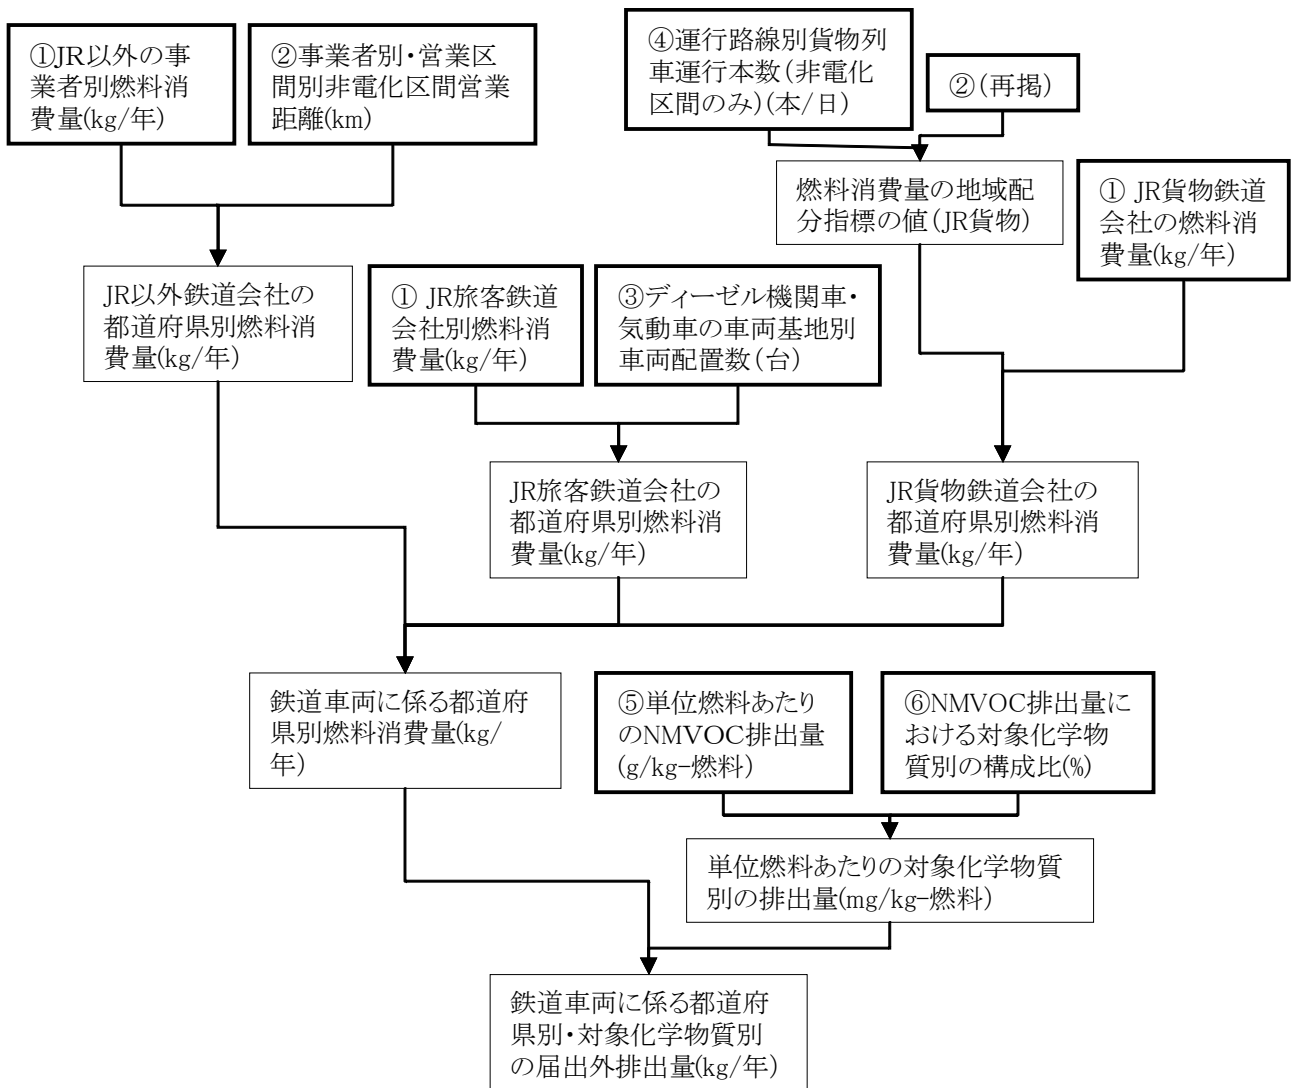 ①JR以外の事
業者別燃料消
費量(kg/年)
②事業者別・営業区
間別非電化区間営業
距離(km)
④運行路線別貨物列
車運行本数(非電化
区間のみ)(本/日)
②(再掲)
燃料消費量の地域配
分指標の値(JR貨物)
① JR貨物鉄道
会社の燃料消
費量(kg/年)
JR以外鉄道会社の
都道府県別燃料消
費量(kg/年)
① JR旅客鉄道
会社別燃料消
費量(kg/年)
③ディーゼル機関車・
気動車の車両基地別
車両配置数(台)
JR旅客鉄道会社の
都道府県別燃料消
費量(kg/年)
JR貨物鉄道会社の
都道府県別燃料消
費量(kg/年)
鉄道車両に係る都道府
県別燃料消費量(kg/
年)
⑤単位燃料あたり
のNMVOC排出量
(g/kg-燃料)
⑥NMVOC排出量に
おける対象化学物
質別の構成比(%)
単位燃料あたりの対象化学物質
別の排出量(mg/kg-燃料)
鉄道車両に係る都道府
県別・対象化学物質別
の届出外排出量(kg/年)